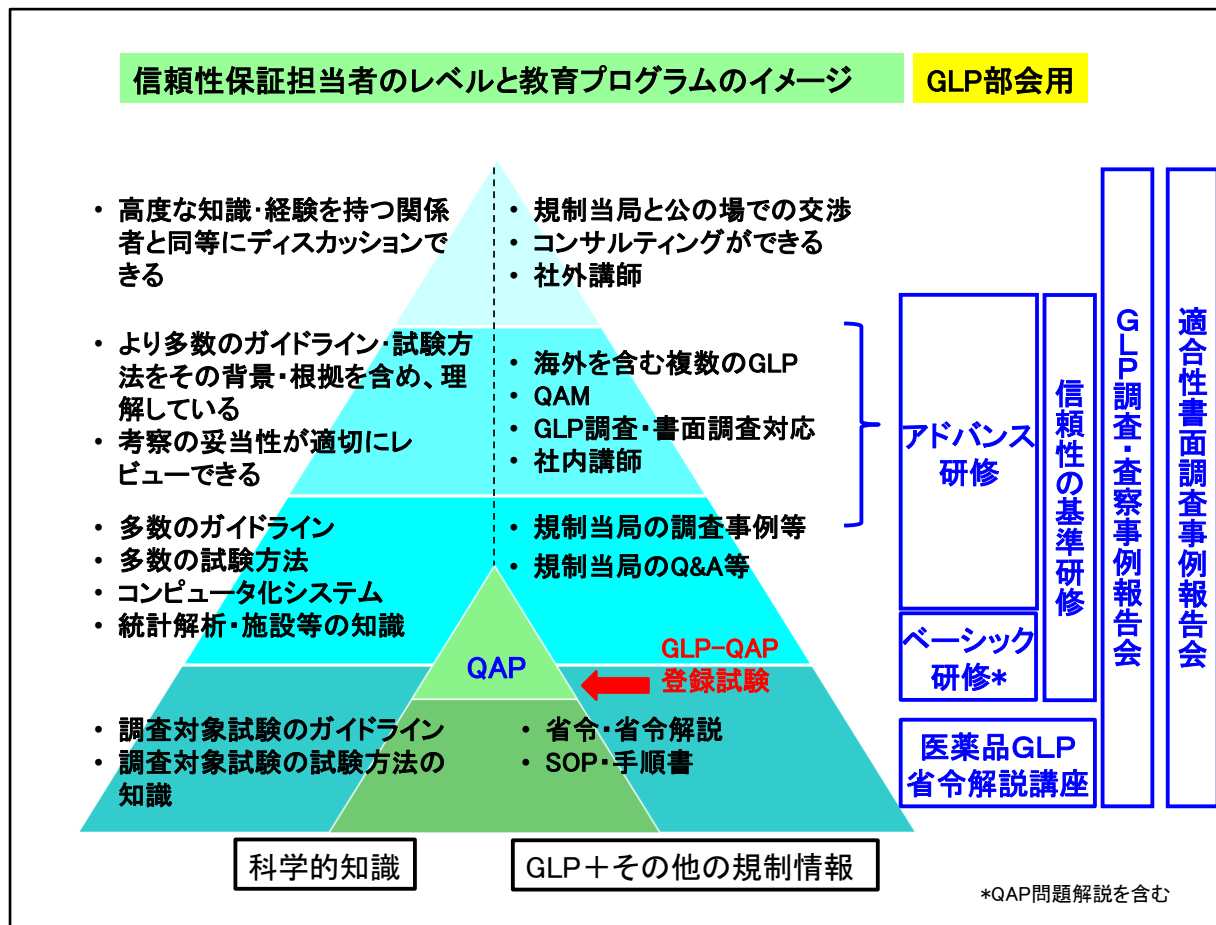 信頼性保証担当者のレベルと教育プログラムのイメージ
GLP部会用
・高度な知識・経験を持つ関係
者と同等にディスカッションで
きる
・規制当局と公の場での交渉
・コンサルティングができる
・社外講師
・より多数のガイドライン・試験方
法をその背景・根拠を含め、理
解している
・考察の妥当性が適切にレ
ビューできる
・海外を含む複数のGLP
・QAM
・GLP調査・書面調査対応
・社内講師
・多数のガイドライン
・多数の試験方法
・コンピュータ化システム
・統計解析・施設等の知識
・規制当局の調査事例等
・規制当局のQ&A等
QAP
GLP-QAP
登録試験
・調査対象試験のガイドライン
・調査対象試験の試験方法の
知識
・省令・省令解説
・SOP・手順書
科学的知識
GLP＋その他の規制情報
アドバンス
研修
ベーシック
研修*
医薬品GLP
省令解説講座
信頼性の基準研修
GLP調査・査察事例報告会
適合性書面調査事例報告会
*QAP問題解説を含む